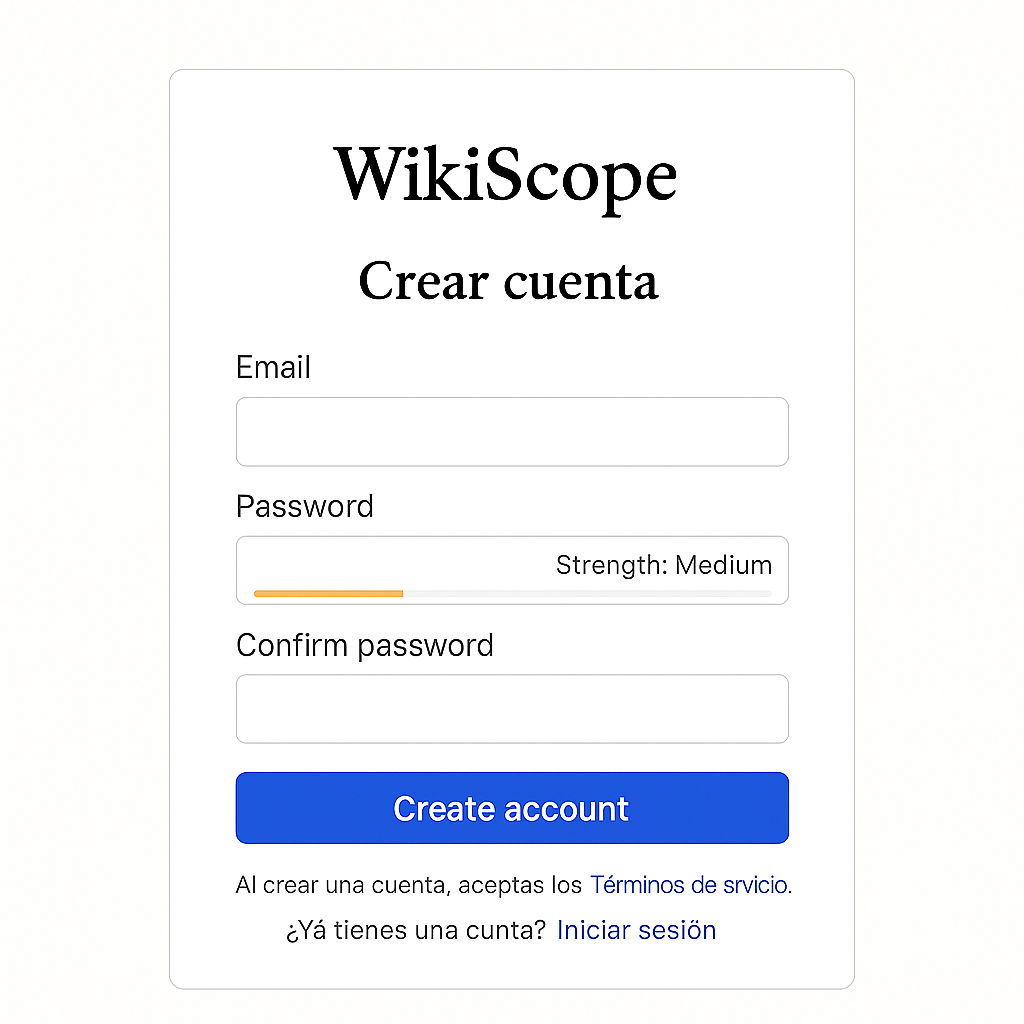 WikiScope
Crear cuenta
Email
Password
Strength: Medium
Confirm password
Create account
Al crear una cuenta, aceptas los Términos de srvicio.
¿Yá tienes una cunta? Iniciar sesiön